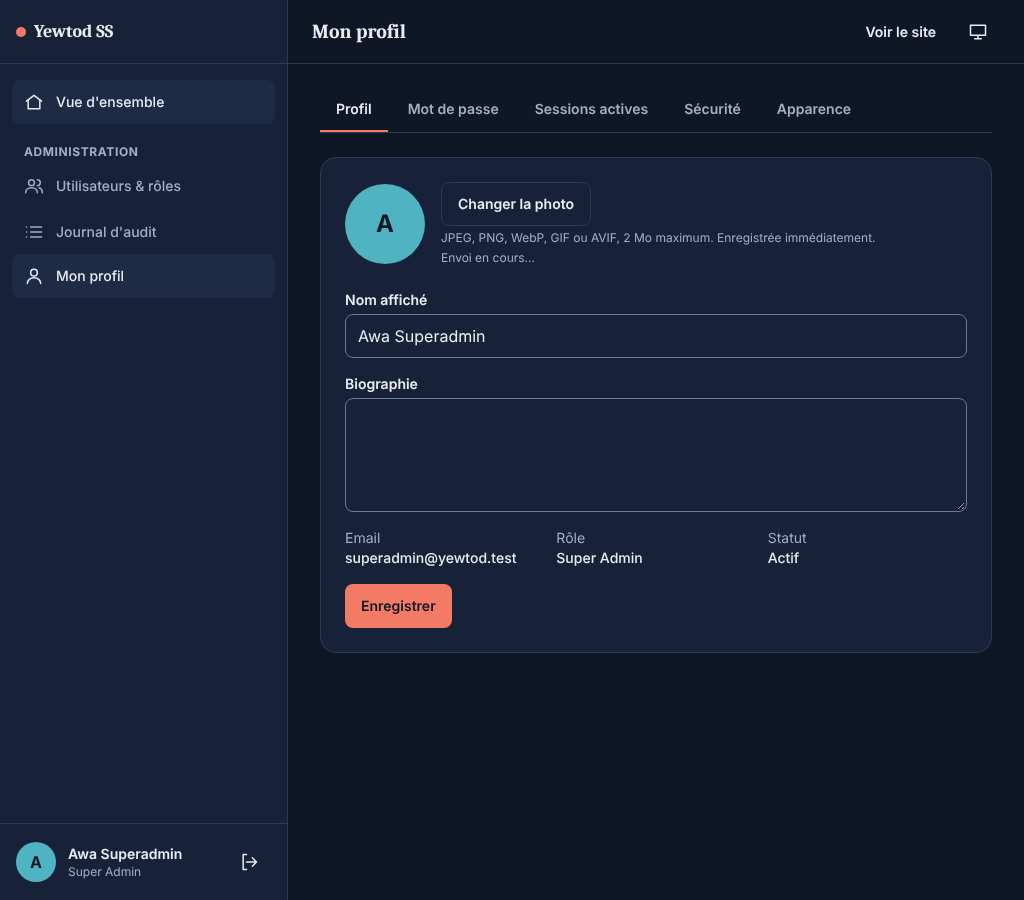 Yewtod SS
Mon profil
Voir le site
Vue d'ensemble
ADMINISTRATION
Utilisateurs & rôles
Journal d'audit
Mon profil
Profil
Mot de passe
Sessions actives
Sécurité
Apparence
A
Changer la photo
JPEG, PNG, WebP, GIF ou AVIF, 2 Mo maximum. Enregistrée immédiatement.
Envoi en cours...
Nom affiché
Awa Superadmin
Biographie
Email
superadmin@yewtod.test
Rôle
Super Admin
Statut
Actif
Enregistrer
A
Awa Superadmin
Super Admin